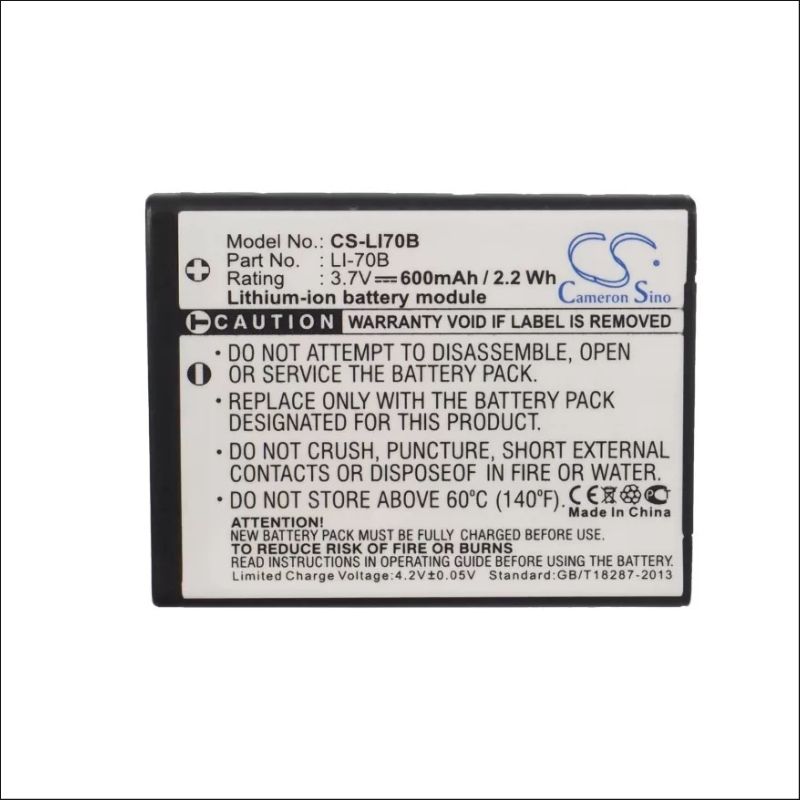 Model No.: CS-LI70B
Part No. : LI-70B
Rating : 3.7V 600mAh / 2.2 Wh
Lithium-ion battery module
CS
Cameron Sino
CAUTION WARRANTY VOID IF LABEL IS REMOVED
• DO NOT ATTEMPT TO DISASSEMBLE, OPEN
OR SERVICE THE BATTERY PACK.
• REPLACE ONLY WITH THE BATTERY PACK
DESIGNATED FOR THIS PRODUCT.
• DO NOT CRUSH, PUNCTURE, SHORT EXTERNAL
CONTACTS OR DISPOSEOF IN FIRE OR WATER.
• DO NOT STORE ABOVE 60°C (140°F).
CE
Made In China
ATTENTION!
NEW BATTERY PACK MUST BE FULLY CHARGED BEFORE USE.
TO REDUCE RISK OF FIRE OR BURNS
READ INSTRUCTIONS IN OPERATING GUIDE BEFORE USE.
Limited Charge Voltage:4.2V±0.05V Standard:GB/T18287-2013